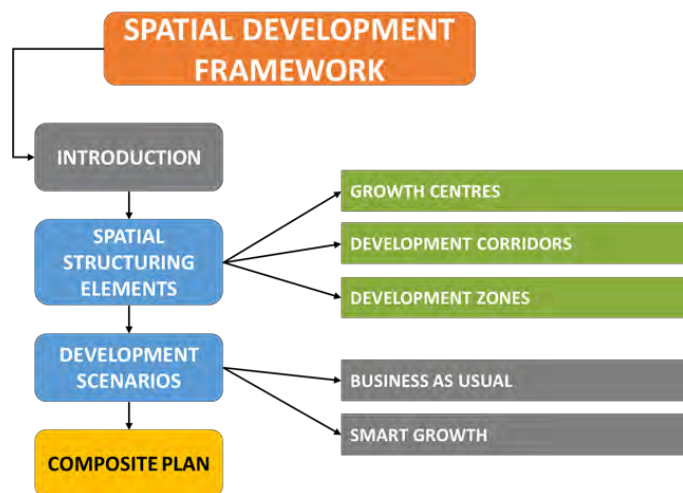 SPATIAL DEVELOPMENT
FRAMEWORK
INTRODUCTION
SPATIAL
STRUCTURING
ELEMENTS
GROWTH CENTRES
DEVELOPMENT CORRIDORS
DEVELOPMENT ZONES
DEVELOPMENT
SCENARIOS
BUSINESS AS USUAL
SMART GROWTH
COMPOSITE PLAN